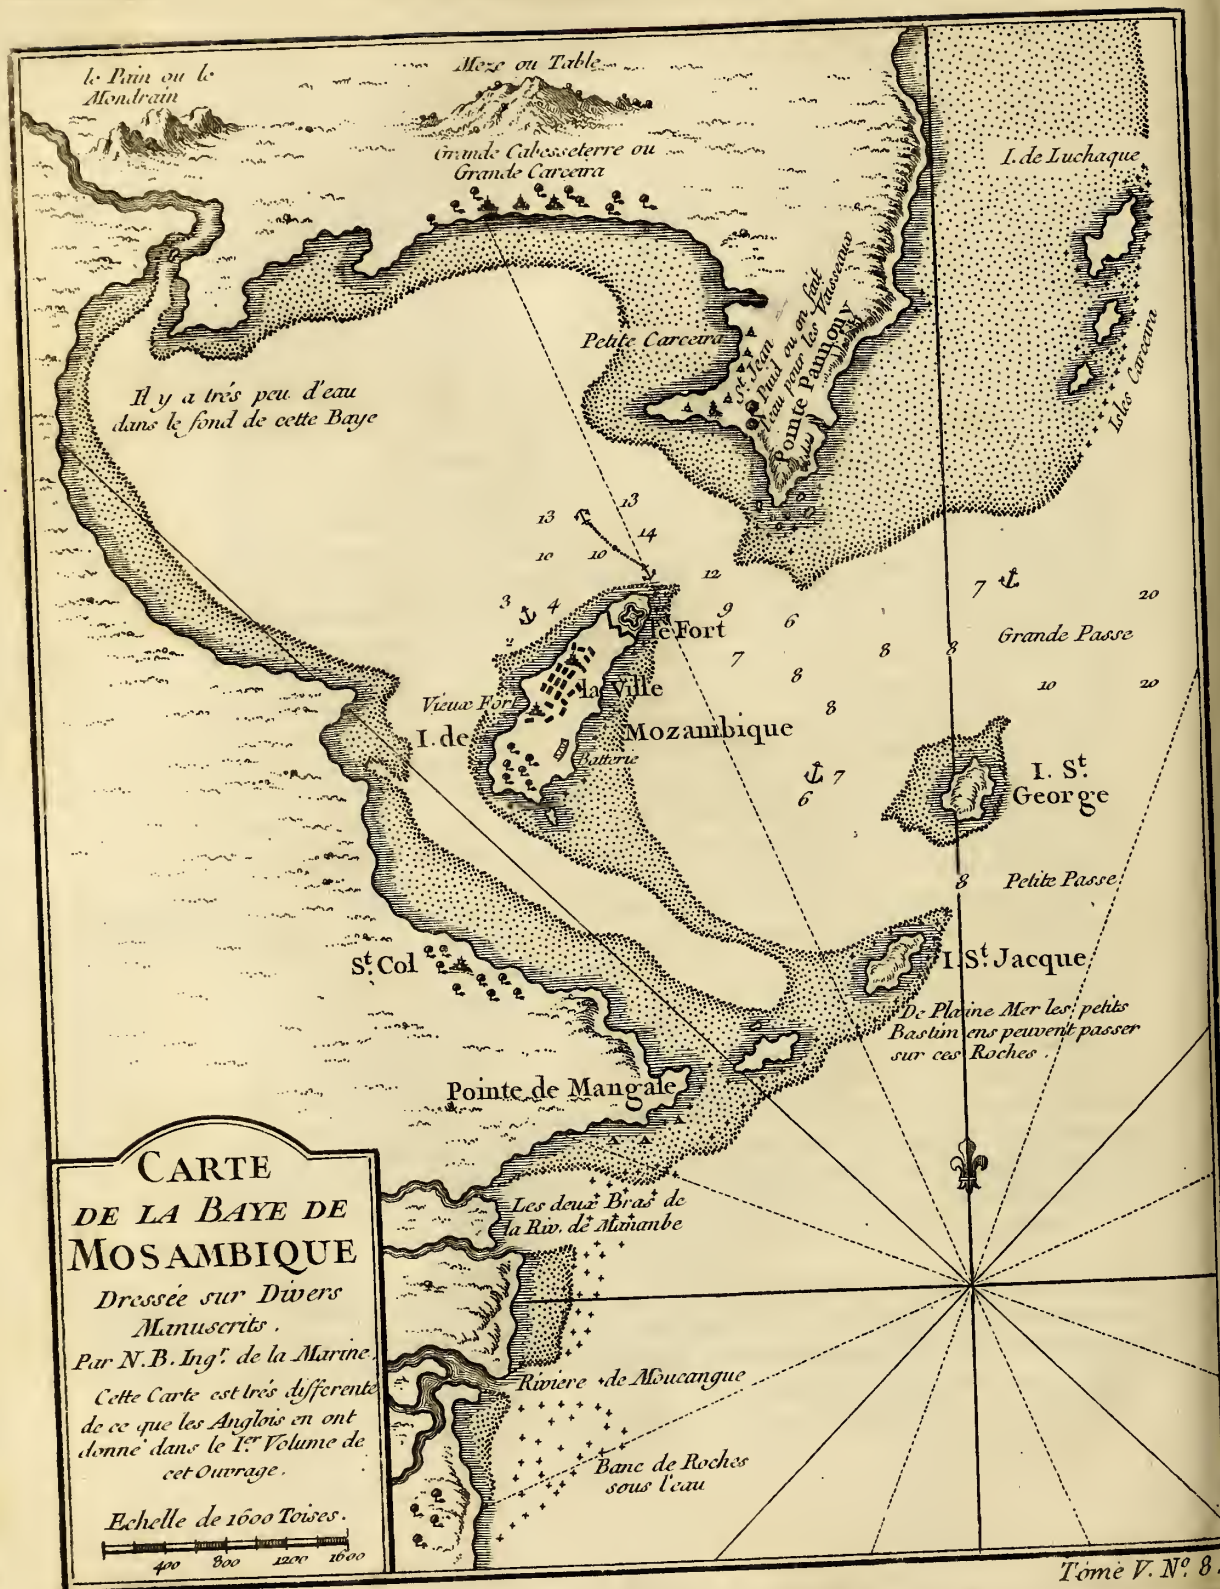 le Pain ou le
Mondrain
Meze ou Table
Grande Cabesseterre ou
Grande Carceira
I. de Luchaque
Isles Carceira
Petite Carceira
St. Jean
Puid ou on fait
l'eau pour les Vaisseaux
Pointe Pannony
Il y a trés peu d'eau
dans le fond de cette Baye
13
13
14
10
10
12
3
4
2
9
6
7
8
8
8
8
7
20
Grande Passe
10
20
le Fort
la Ville
Vieux Fort
I. de Mozambique
Batterie
7
6
I. St.
George
8
Petite Passe
I. St. Jacque
De Plaine Mer les petits
Bastimens peuvent passer
sur ces Roches.
St. Col
Pointe de Mangale
Les deux Bras de
la Riv. de Mananbe
Riviere de Moucangue
Banc de Roches
sous l'eau
CARTE
DE LA BAYE DE
MOSAMBIQUE
Dressée sur Divers
Manuscrits.
Par N.B. Ingr. de la Marine.
Cette Carte est trés differente
de ce que les Anglois en ont
donné dans le Ier. Volume de
cet Ouvrage.
Echelle de 1600 Toises.
400 800 1200 1600
Tome V. No. 8.